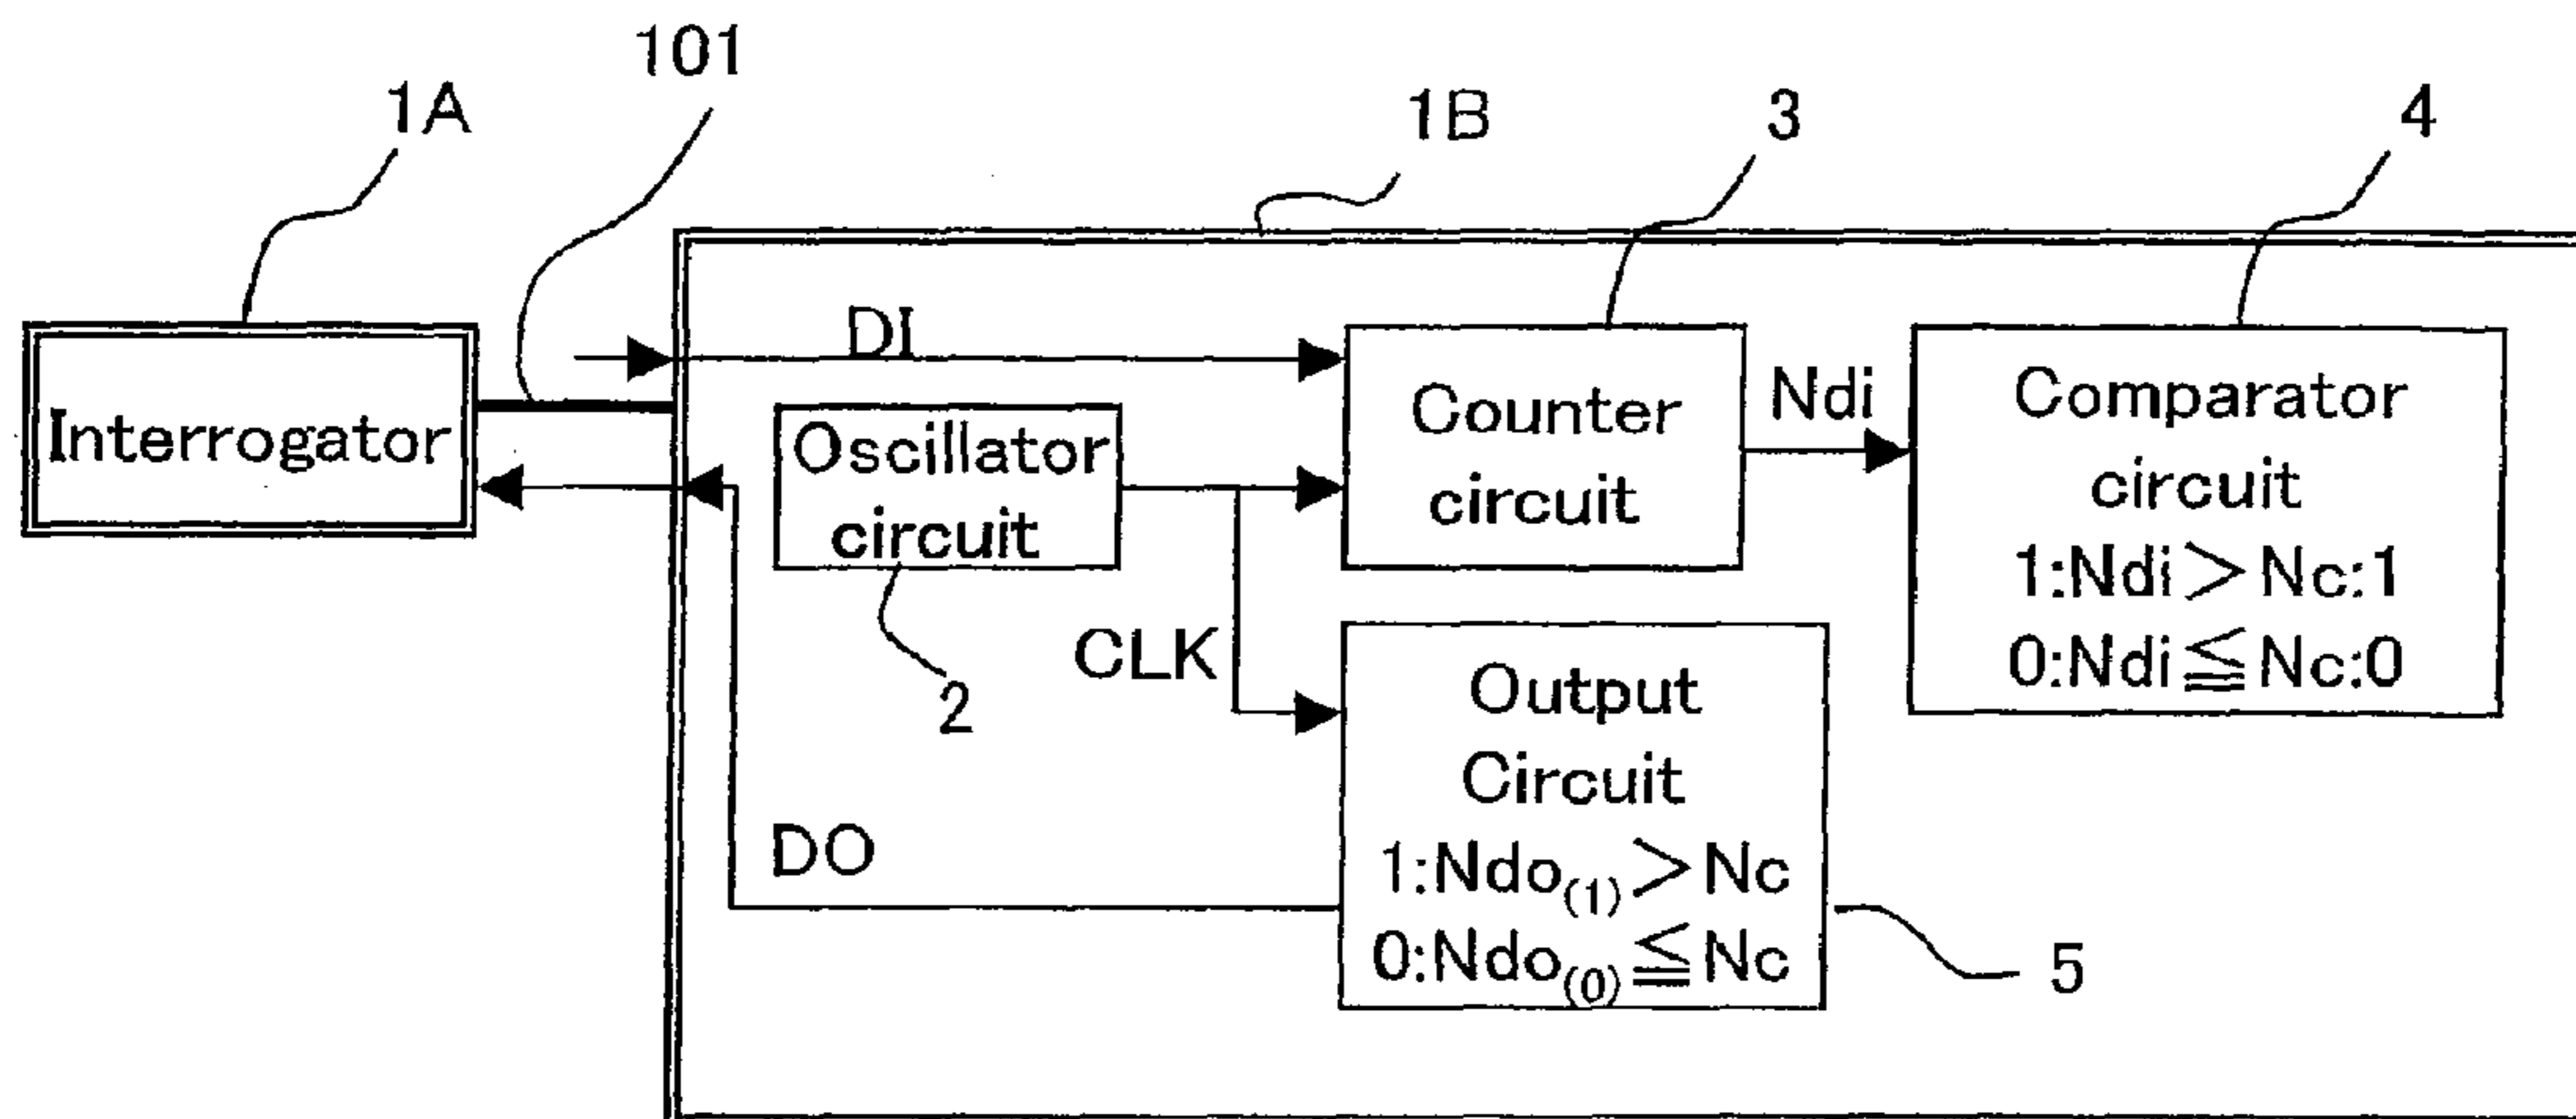 101
1A
1B
3
4
DI
Interrogator
Oscillator
circuit
Counter
circuit
Ndi
Comparator
circuit
1:Ndi＞Nc:1
0:Ndi≦Nc:0
CLK
2
Output
Circuit
1:Ndo(1)＞Nc
0:Ndo(0)≦Nc
DO
5